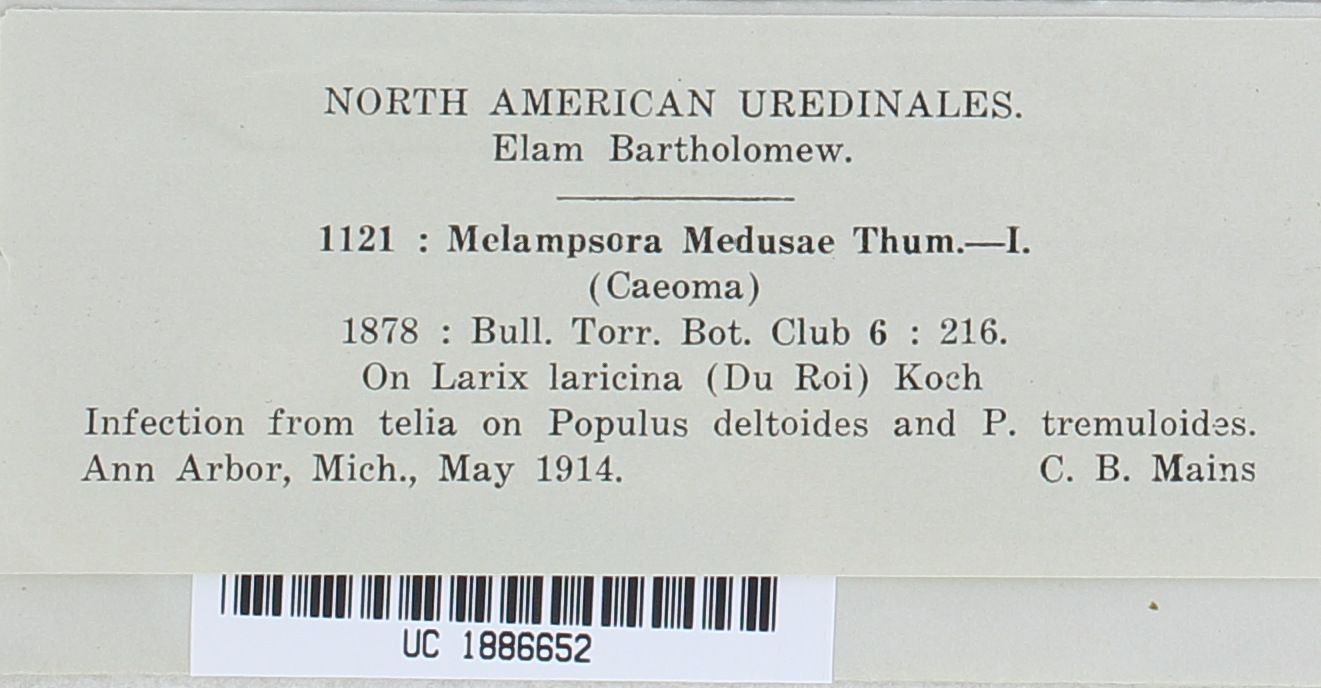 NORTH AMERICAN UREDINALES.
Elam Bartholomew.
1121 : Melampsora Medusae Thum.—I.
(Caeoma)
1878 : Bull. Torr. Bot. Club 6 : 216.
On Larix laricina (Du Roi) Koch
Infection from telia on Populus deltoides and P. tremuloides.
Ann Arbor, Mich., May 1914. C. B. Mains
UC 1886652